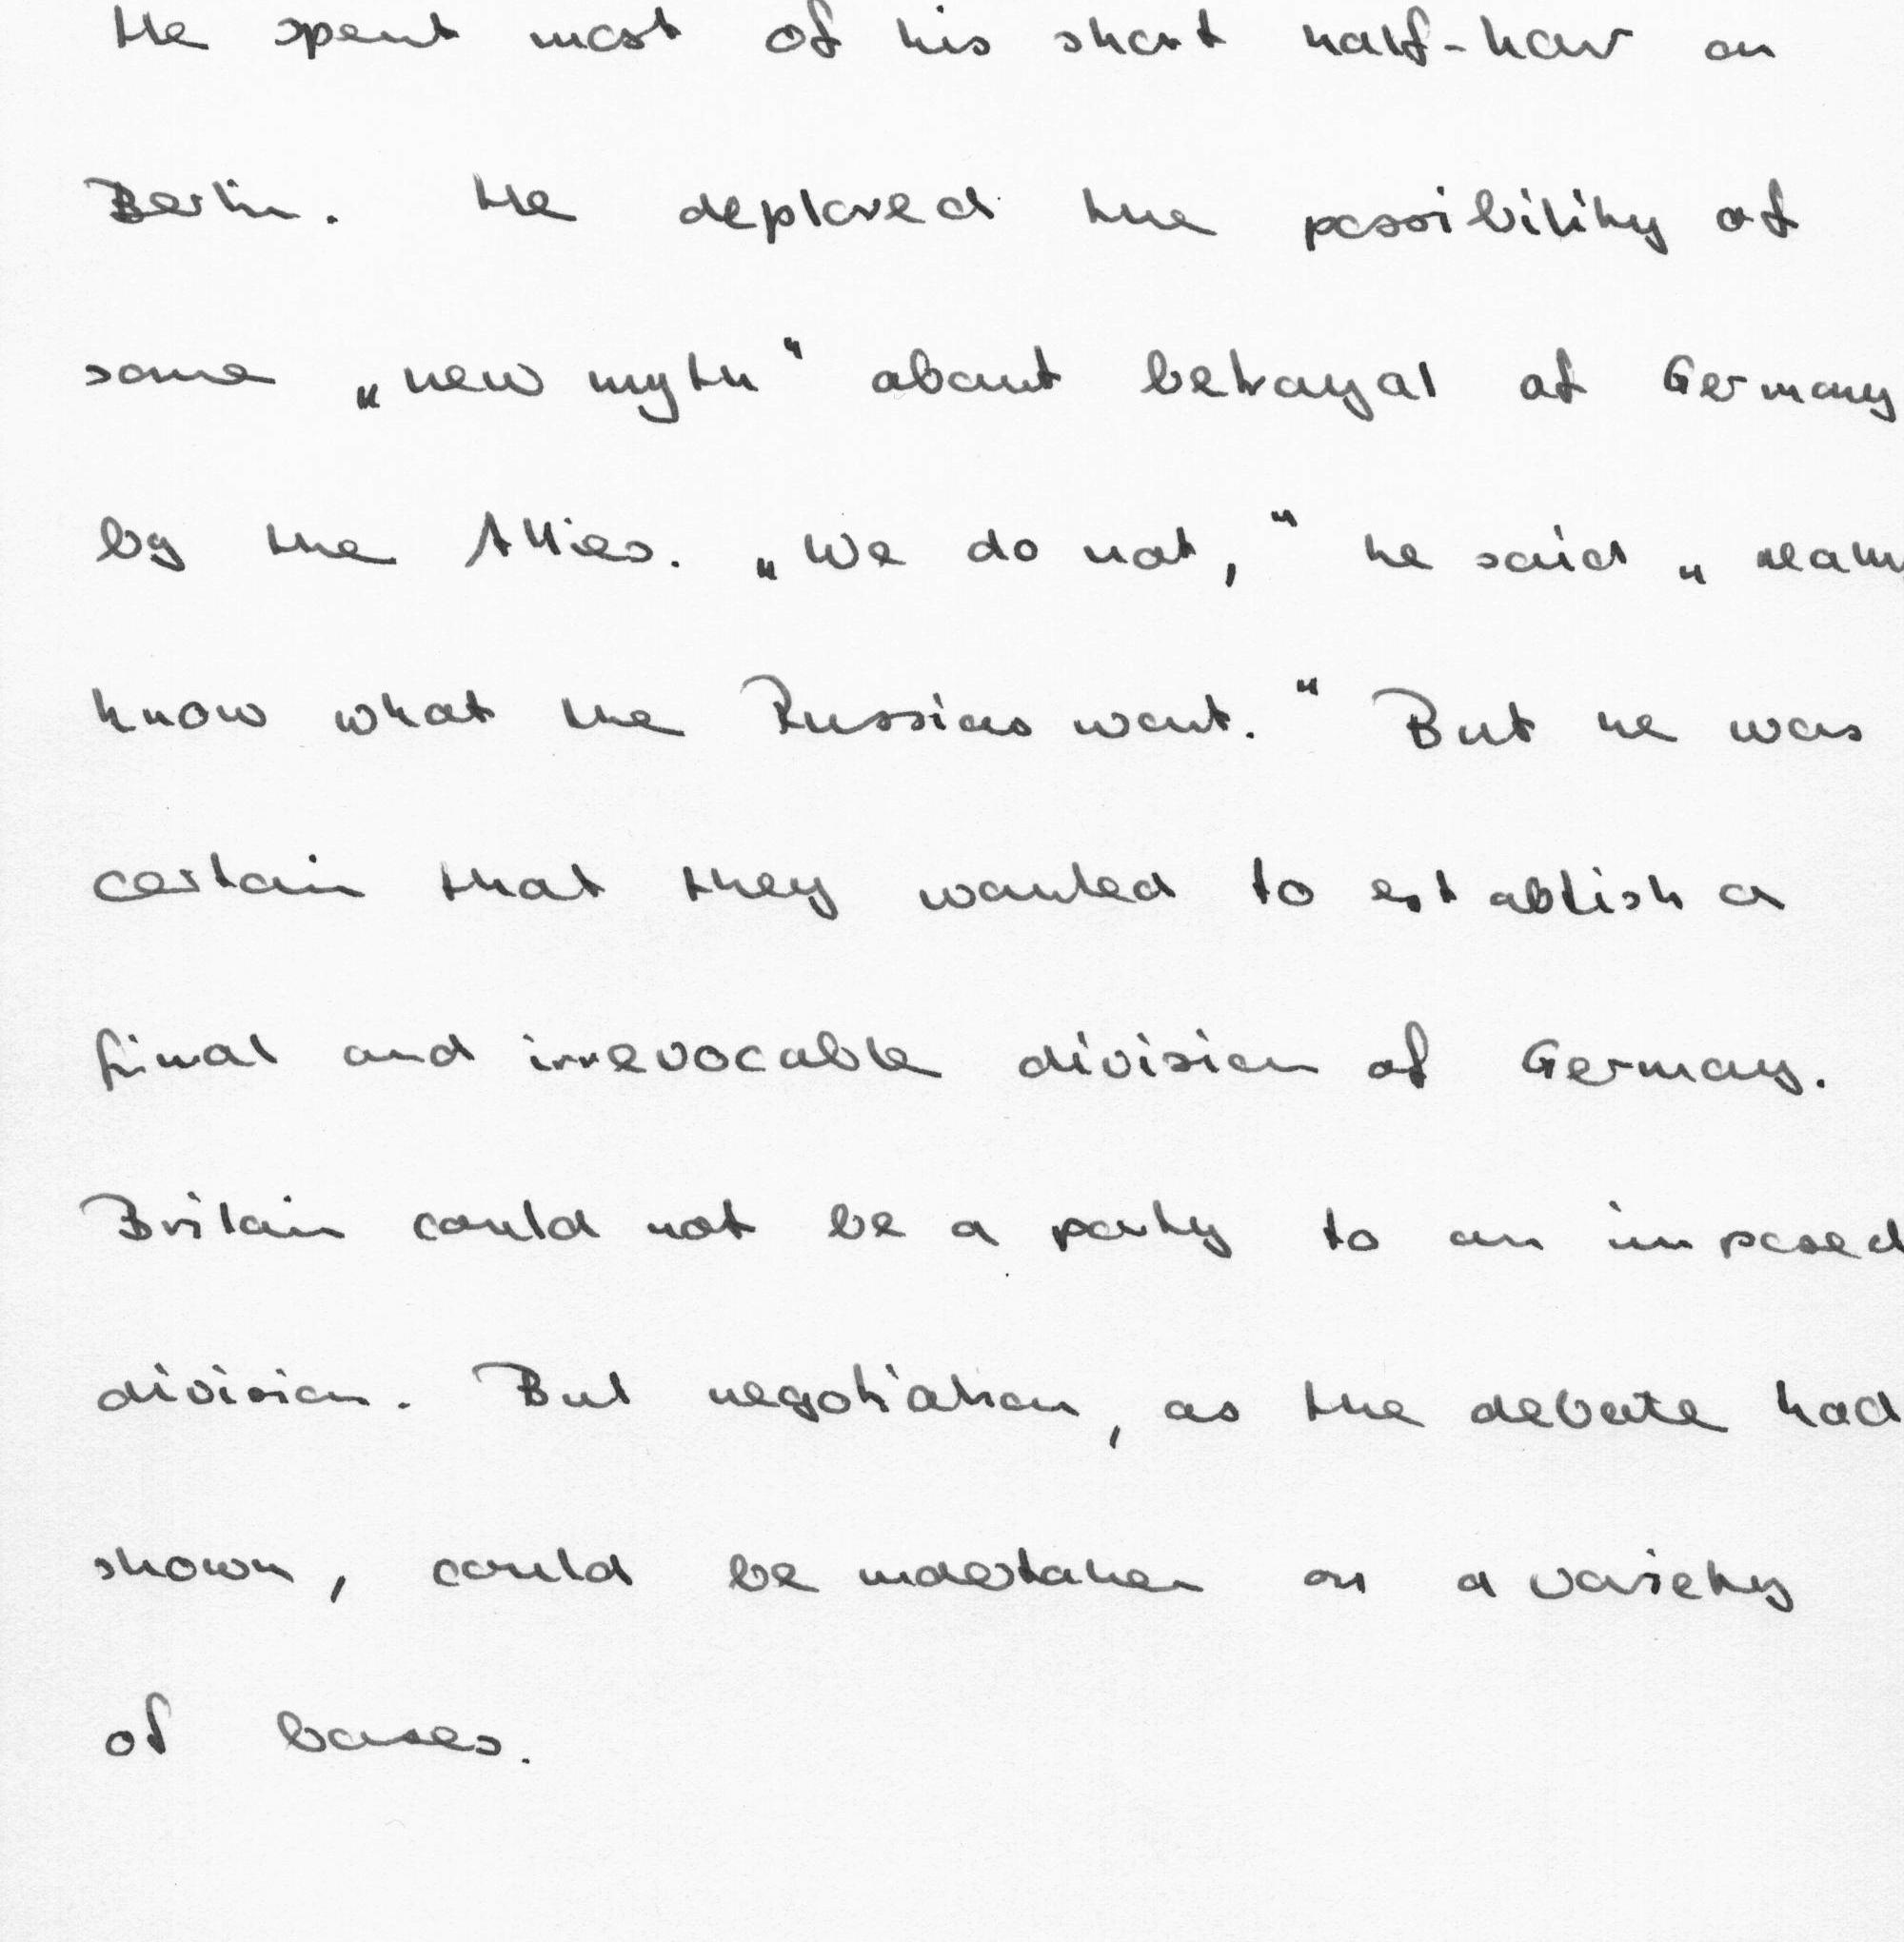 He spent most of his short half-hour on
Berlin. He deplored the possibility of
some „new myth“ about betrayal of Germany
by the Allies. „We do not,“ he said „
know what the Russias want.“ But he was
certain that they wanted to establish a
final and irrevocable division of Germany.
Britain could not be a party to an imposed
division. But negotiation, as the debate had
shown, could be undertaken on a variety
of bases.